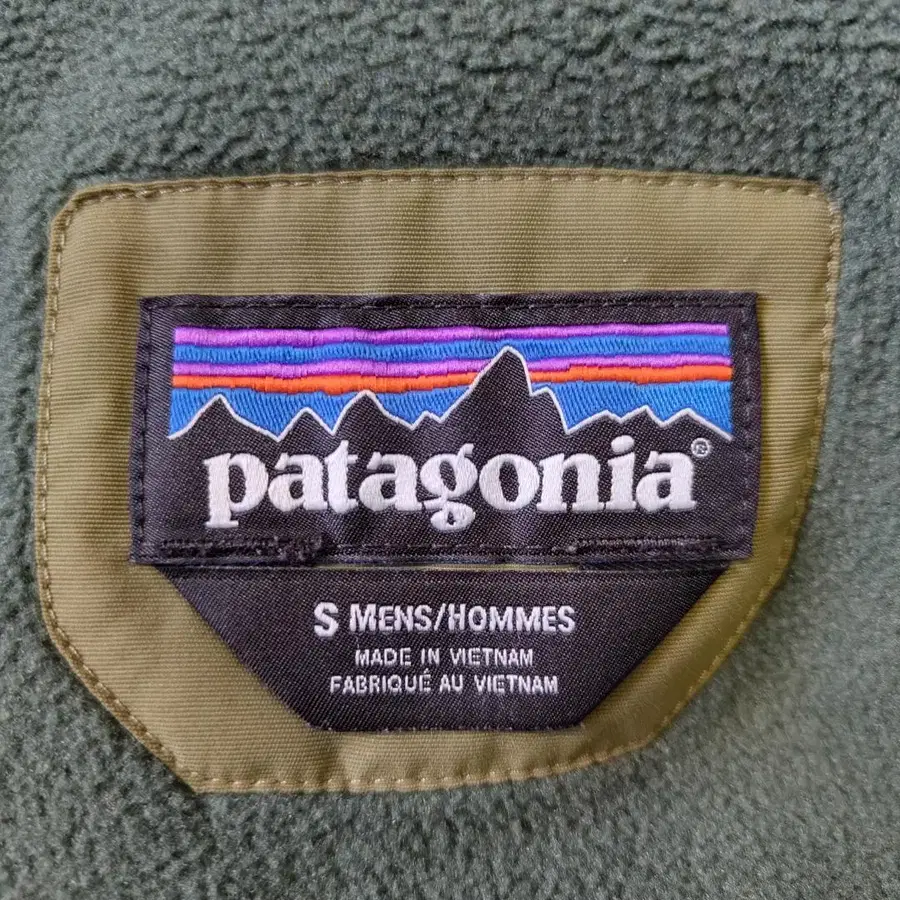 patagonia®
S MENS/HOMMES
MADE IN VIETNAM
FABRIQUÉ AU VIETNAM